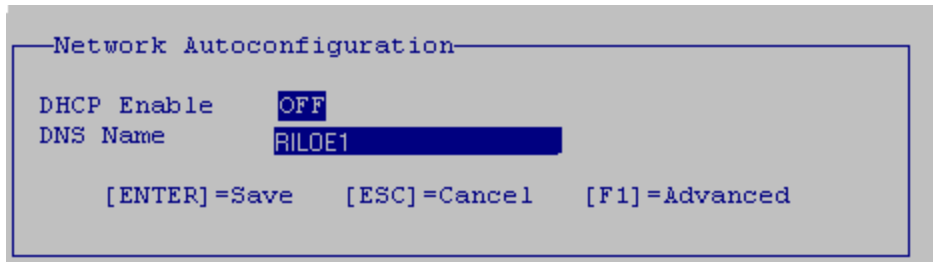 Network Autoconfiguration
DHCP Enable OFF
DNS Name RILOE1
[ENTER]=Save [ESC]=Cancel [F1]=Advanced